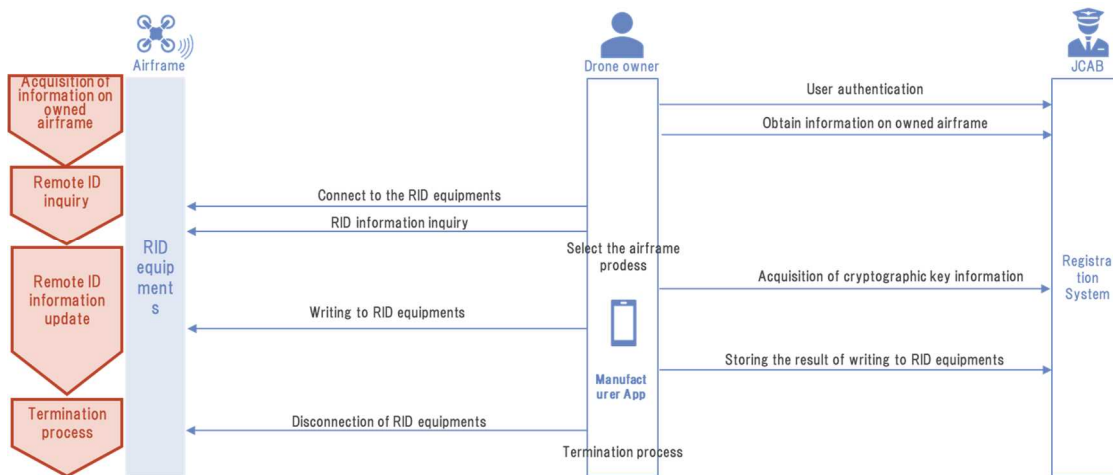 Airframe
Drone owner
JCAB
Acquisition of
information on
owned
airframe
User authentication
Obtain information on owned airframe
Remote ID
inquiry
Connect to the RID equipments
RID information inquiry
RID
equip
ment
s
Select the airframe
prodess
Registra
tion
System
Remote ID
information
update
Acquisition of cryptographic key information
Writing to RID equipments
Storing the result of writing to RID equipments
Manufact
urer App
Termination
process
Disconnection of RID equipments
Termination process